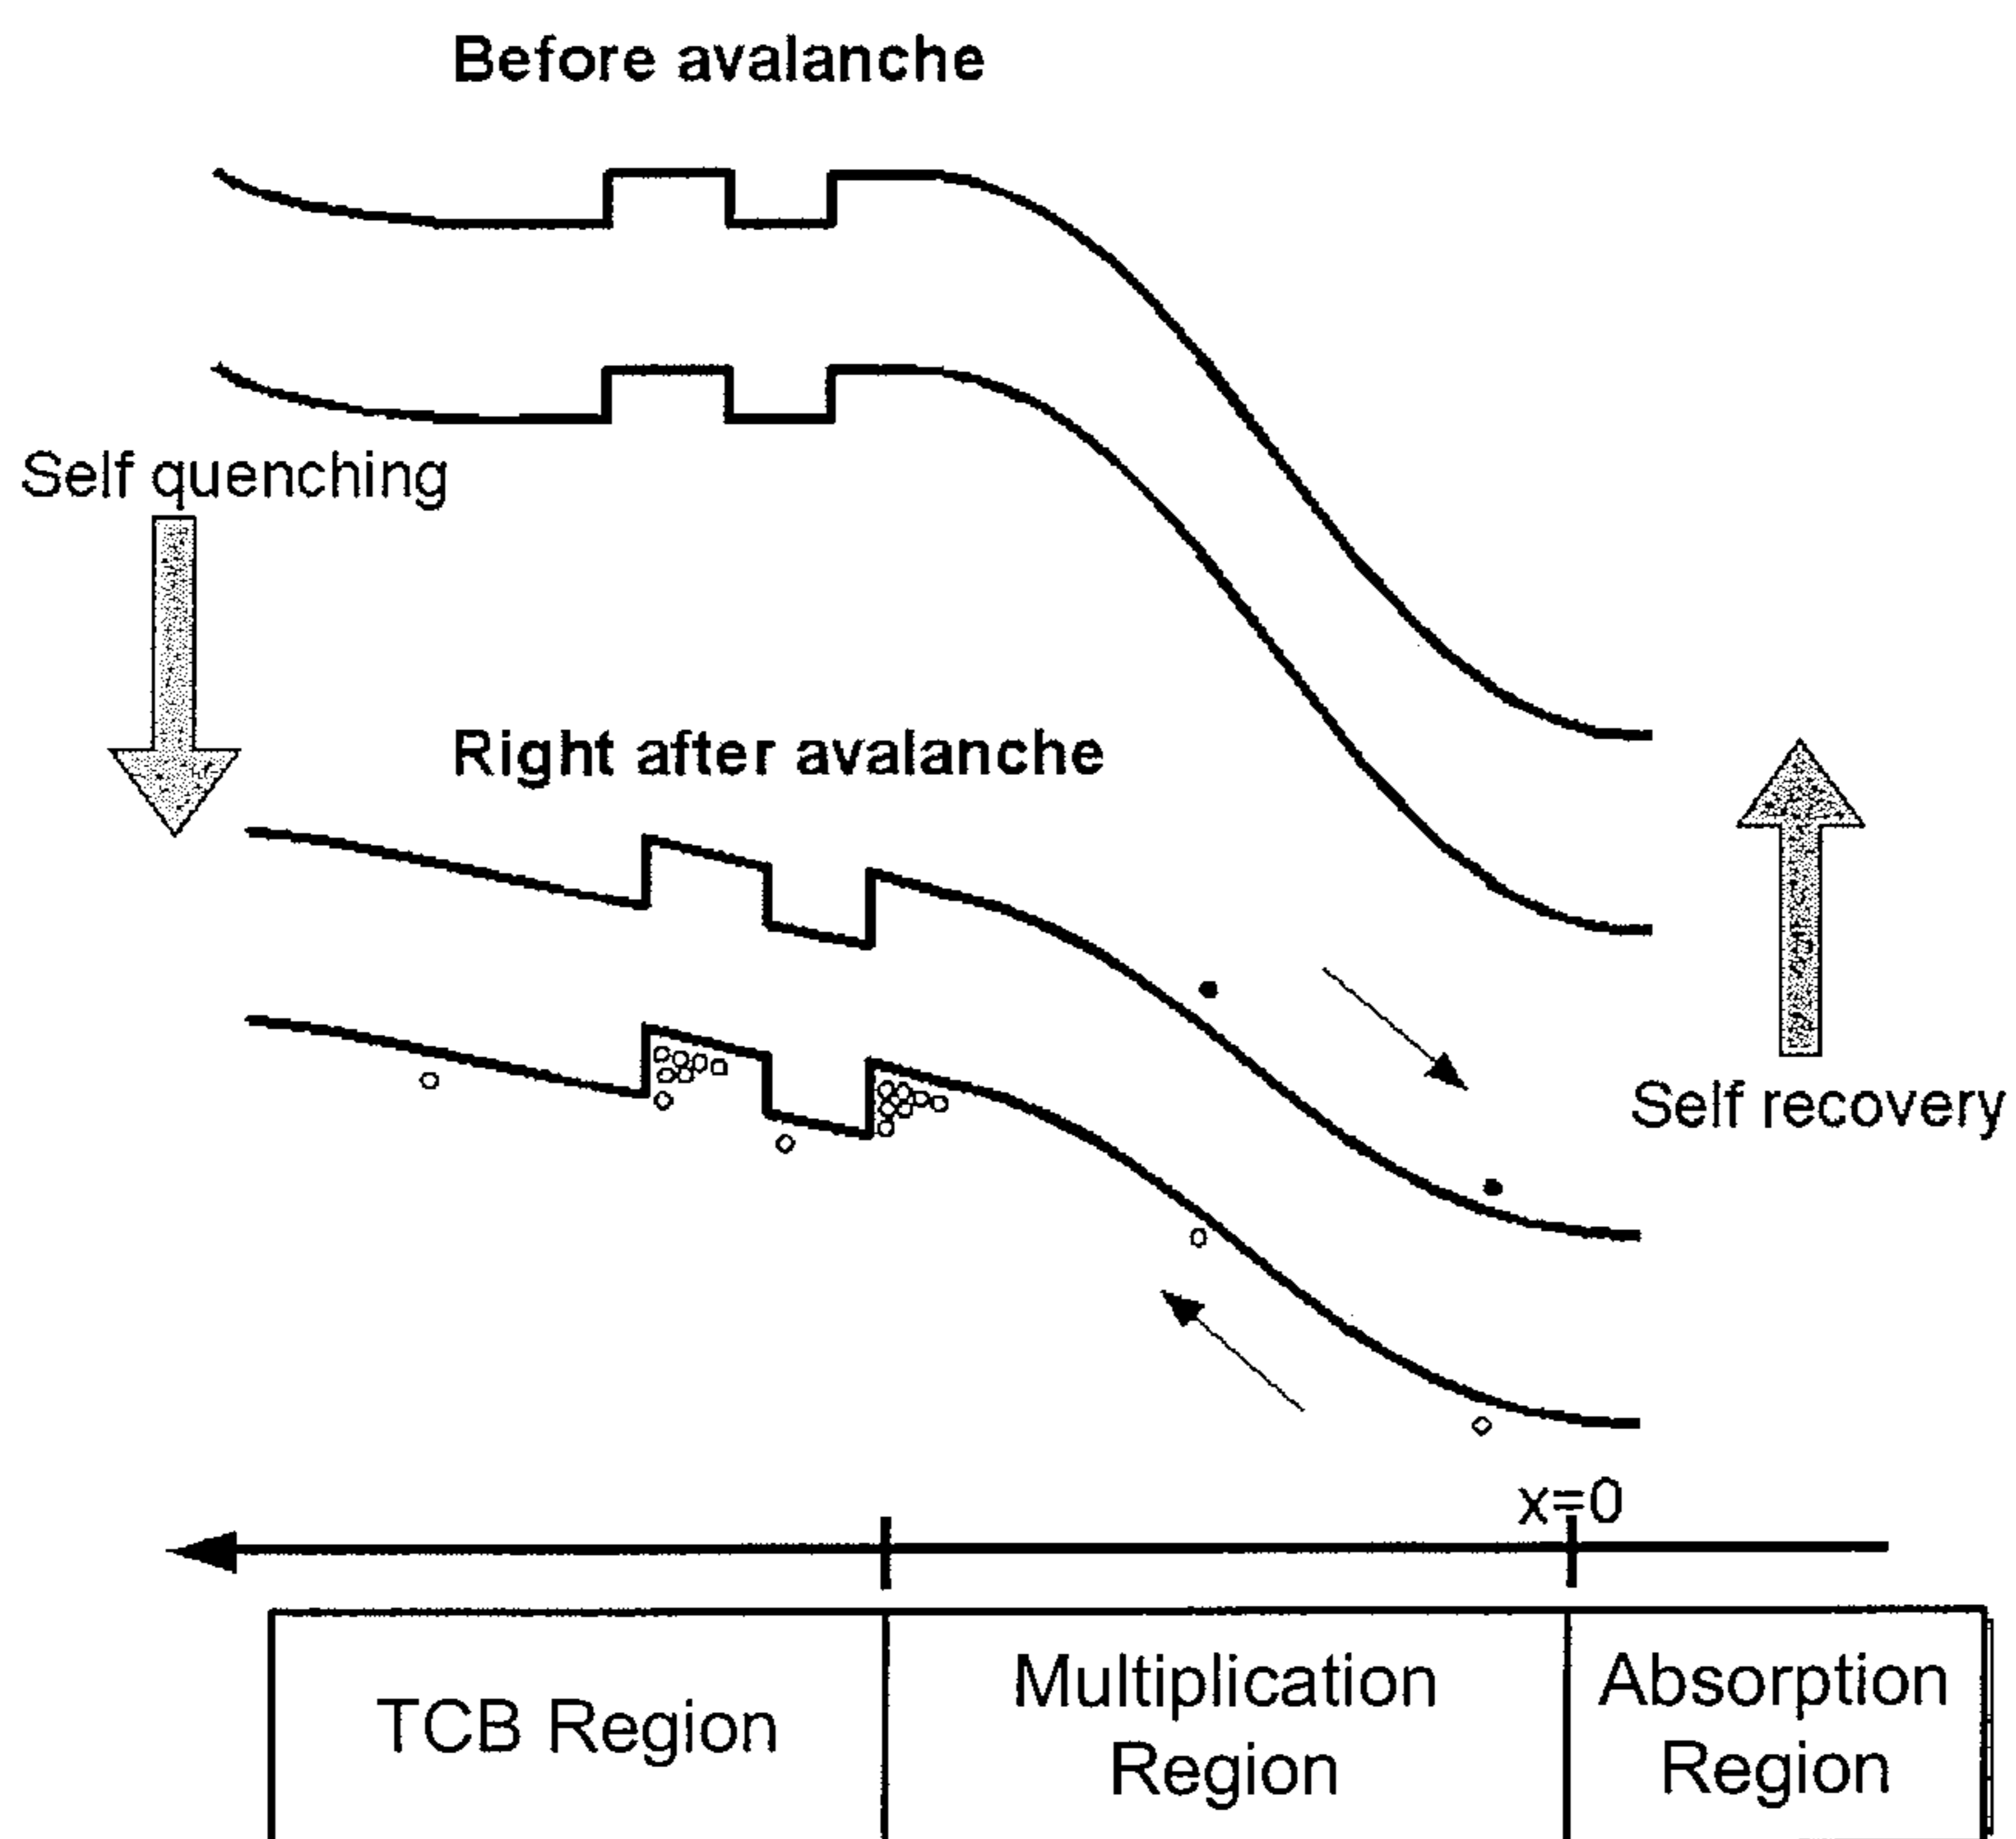 Before avalanche
Self quenching
Right after avalanche
Self recovery
x=0
TCB Region
Multiplication
Region
Absorption
Region